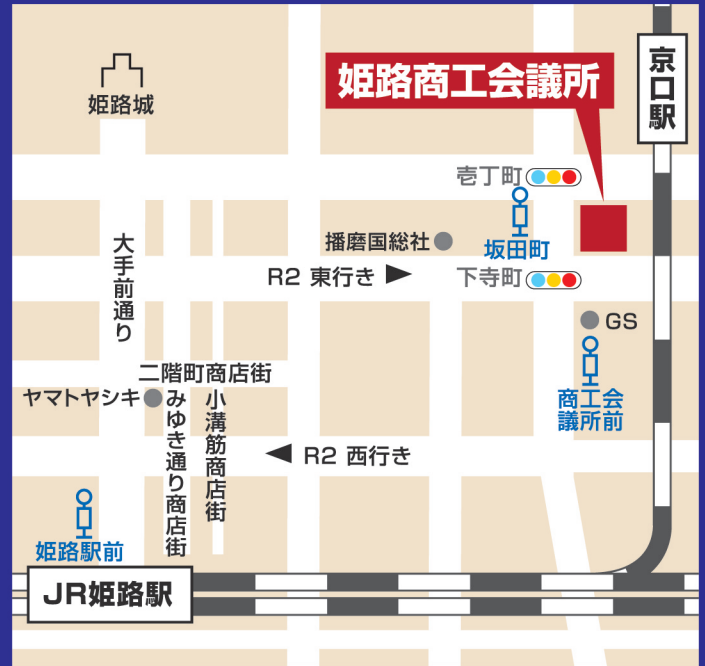 姫路城
姫路商工会議所
京口駅
壱丁町
坂田町
播磨国総社
R2 東行き
下寺町
大手前通り
GS
二階町商店街
ヤマトヤシキ
みゆき通り商店街
小溝筋商店街
商工会
議所前
R2 西行き
姫路駅前
JR姫路駅